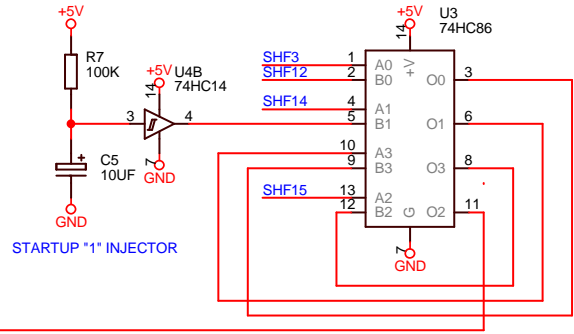 +5V
R7
100K
C5
10UF
GND
STARTUP "1" INJECTOR
+5V
U4B
74HC14
14
3
4
7
GND
U3
74HC86
+5V
14
+V
SHF3
1
A0
O0
3
SHF12
2
B0
SHF14
4
A1
O1
6
5
B1
10
A3
9
B3
O3
8
SHF15
13
A2
O2
11
12
B2
G
7
GND